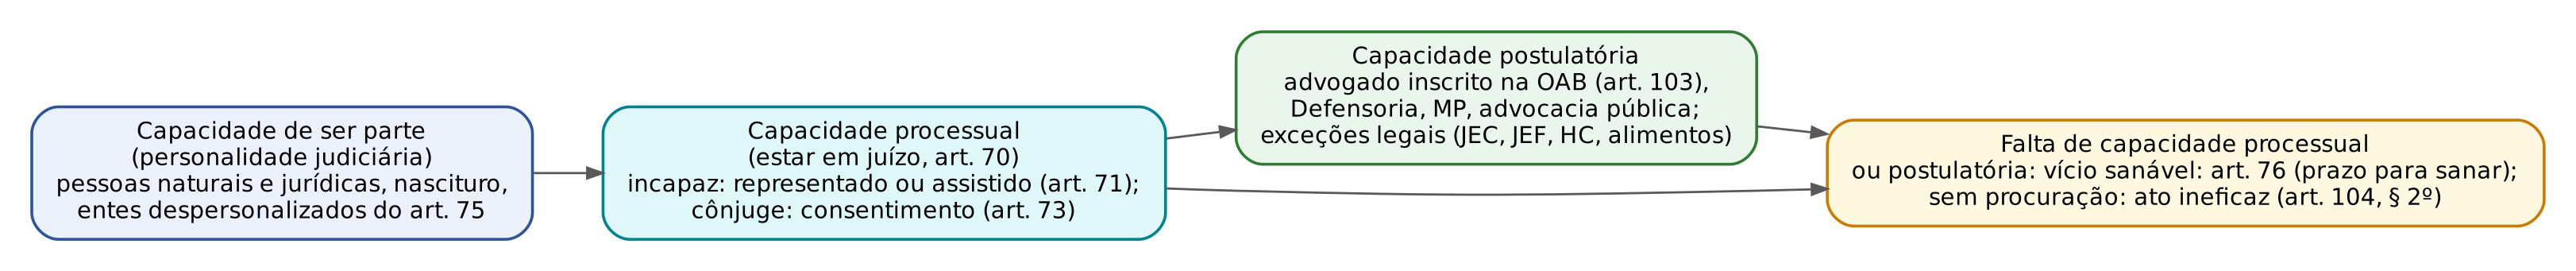 Capacidade de ser parte
(personalidade judiciária)
pessoas naturais e jurídicas, nascituro,
entes despersonalizados do art. 75
Capacidade processual
(estar em juízo, art. 70)
incapaz: representado ou assistido (art. 71);
cônjuge: consentimento (art. 73)
Capacidade postulatória
advogado inscrito na OAB (art. 103),
Defensoria, MP, advocacia pública;
exceções legais (JEC, JEF, HC, alimentos)
Falta de capacidade processual
ou postulatória: vício sanável: art. 76 (prazo para sanar);
sem procuração: ato ineficaz (art. 104, § 2º)